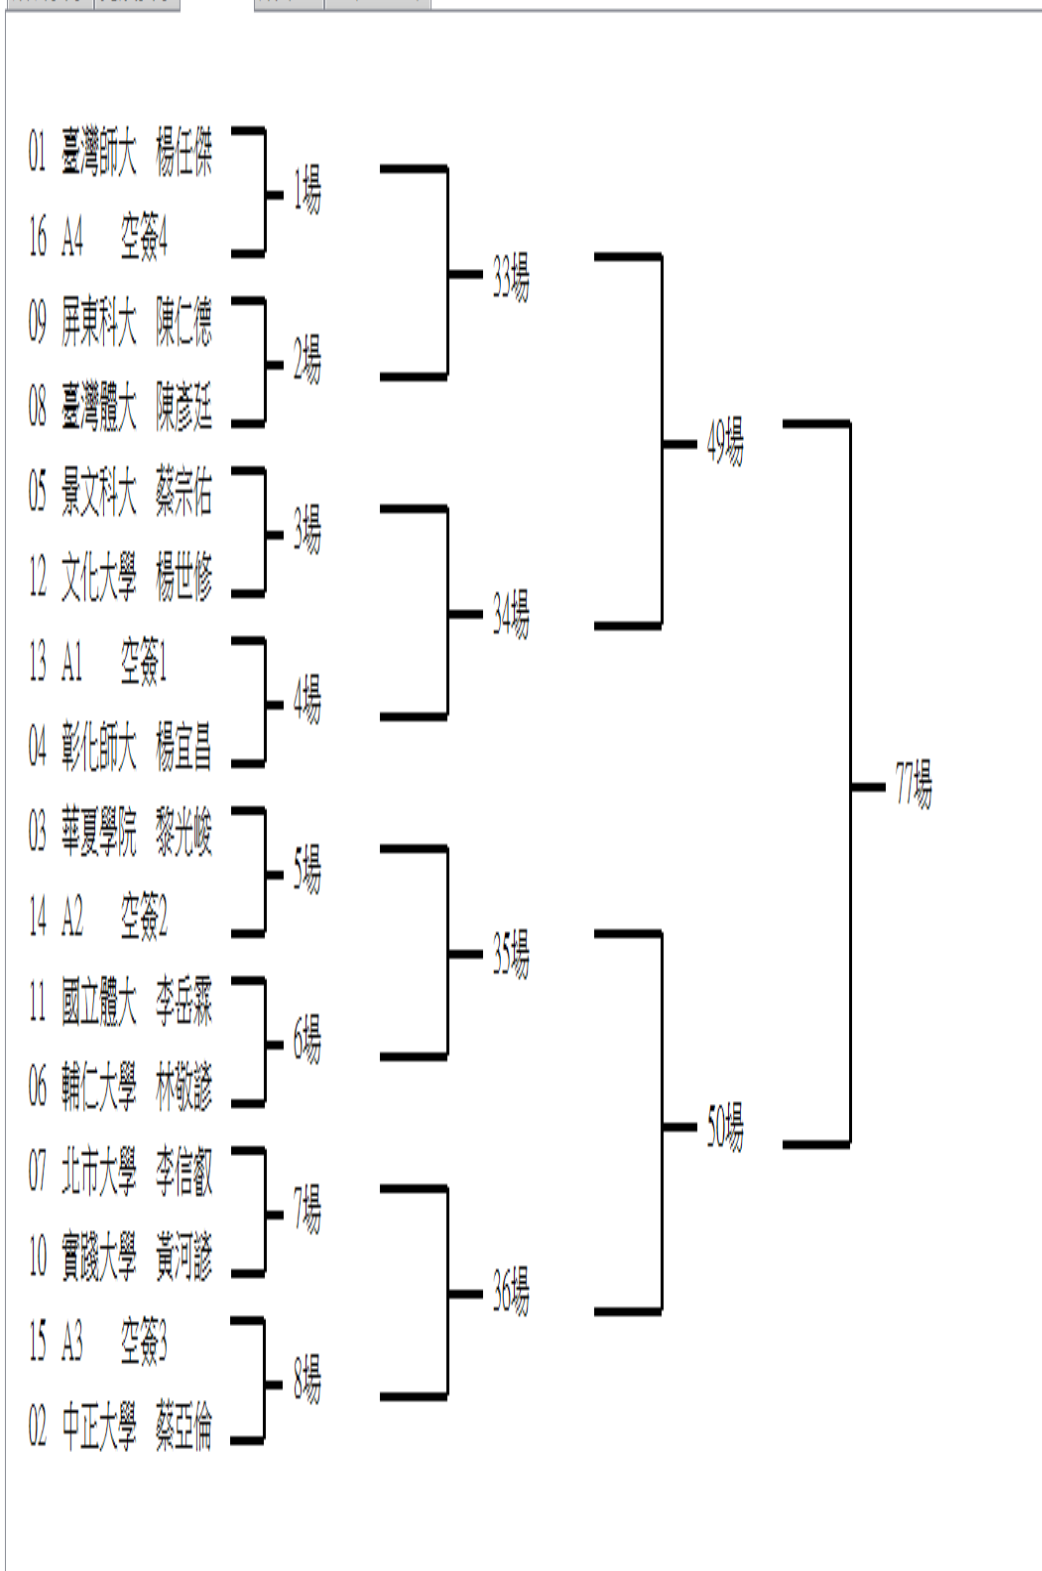 01 臺灣師大 楊任傑
1場
16 A4 空簽4
33場
09 屏東科大 陳仁德
2場
08 臺灣體大 陳彥廷
49場
05 景文科大 蔡宗佑
3場
12 文化大學 楊世修
34場
13 A1 空簽1
4場
04 彰化師大 楊宜昌
77場
03 華夏學院 黎光峻
5場
14 A2 空簽2
35場
11 國立體大 李岳霖
6場
06 輔仁大學 林敬諺
50場
07 北市大學 李信叡
7場
10 實踐大學 黃河諺
36場
15 A3 空簽3
8場
02 中正大學 蔡亞倫